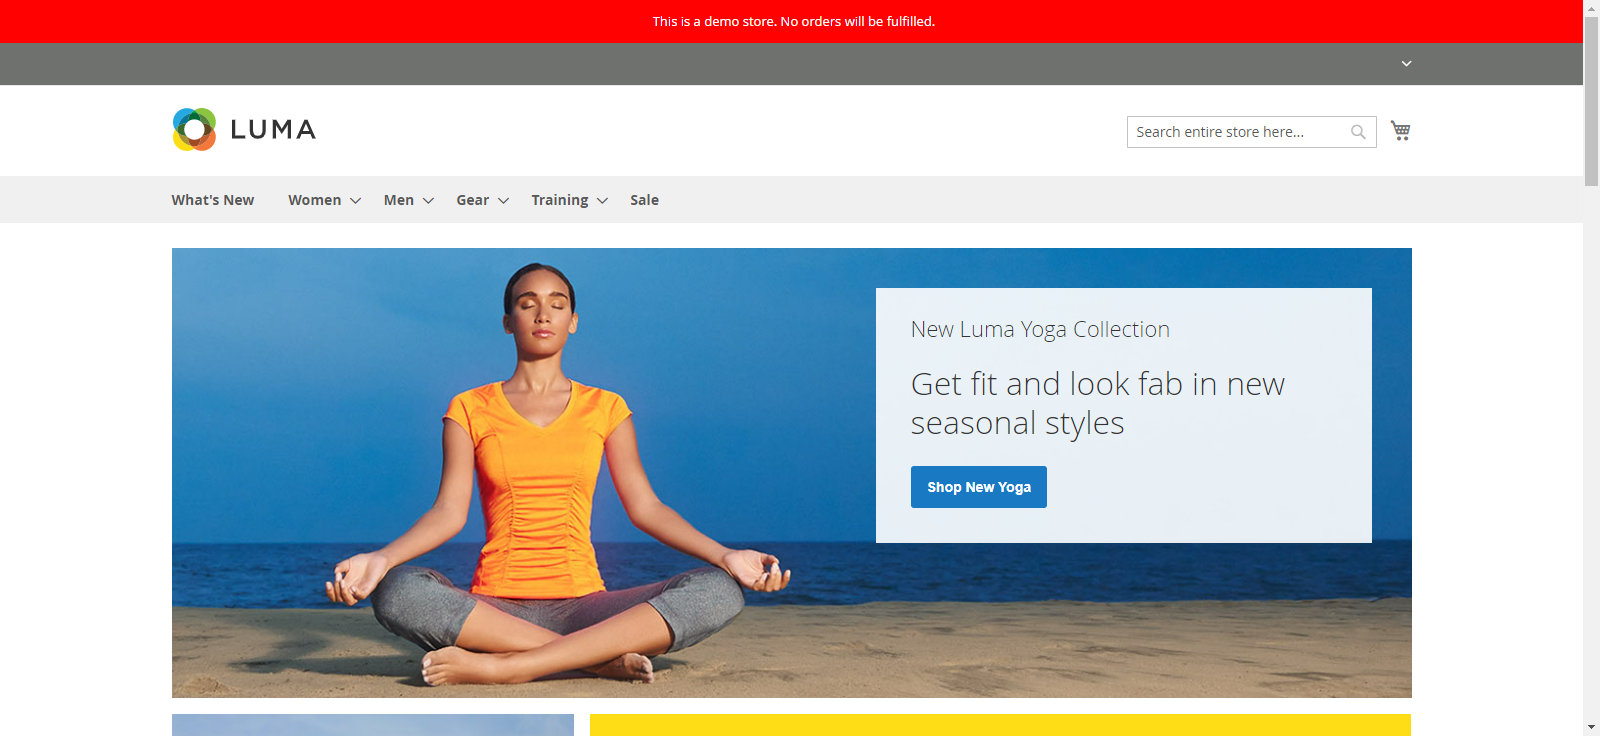 This is a demo store. No orders will be fulfilled.
LUMA
Search entire store here...
What's New Women Men Gear Training Sale
New Luma Yoga Collection
Get fit and look fab in new
seasonal styles
Shop New Yoga